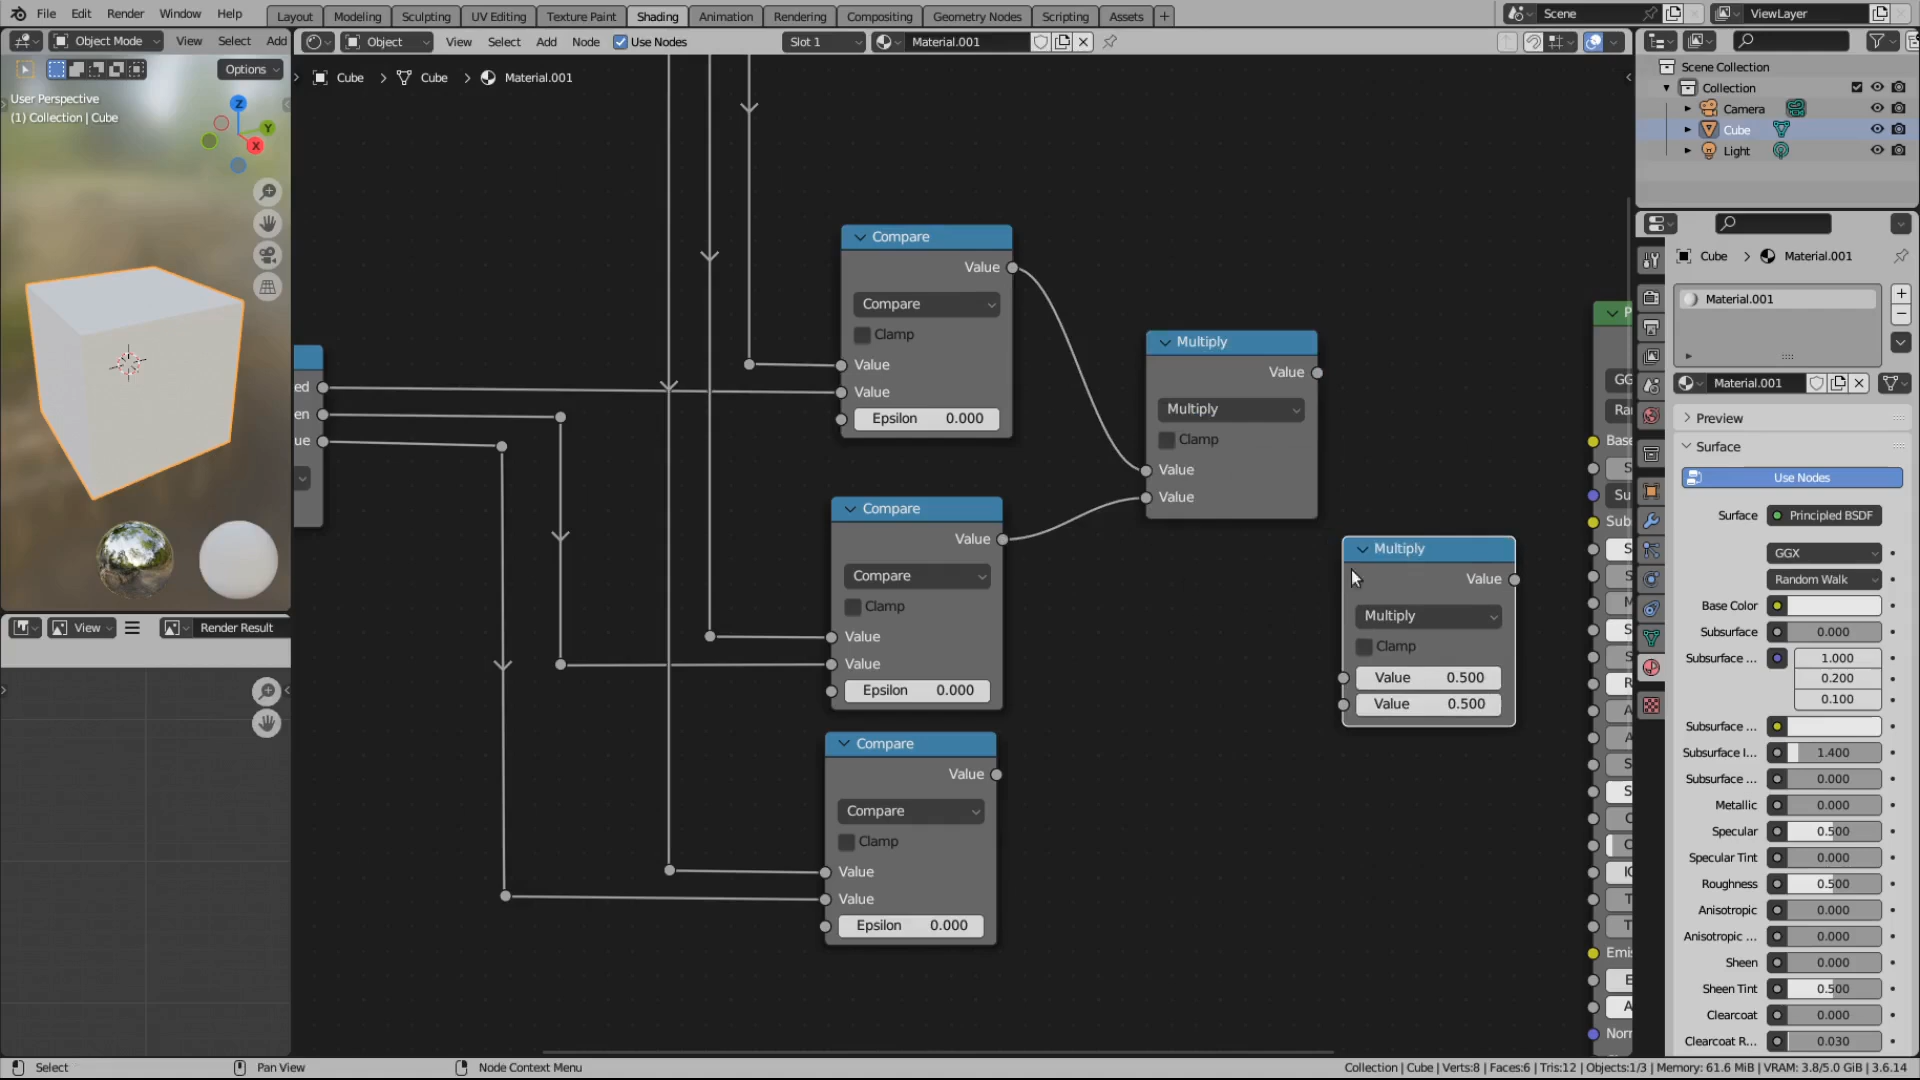 File Edit Render Window Help
Layout Modeling Sculpting UV Editing Texture Paint Shading Animation Rendering Compositing Geometry Nodes Scripting Assets +
Scene
ViewLayer
Object Mode View Select Add
Object View Select Add Node Use Nodes Slot 1 Material.001
Options
Cube > Cube > Material.001
User Perspective
(1) Collection | Cube
Z
Y
X
View Render Result
ed
en
ue
Compare
Value
Compare
Clamp
Value
Value
Epsilon 0.000
Compare
Value
Compare
Clamp
Value
Value
Epsilon 0.000
Compare
Value
Compare
Clamp
Value
Value
Epsilon 0.000
Multiply
Value
Multiply
Clamp
Value
Value
Multiply
Value
Multiply
Clamp
Value 0.500
Value 0.500
GG
Ra
Base
Su
Sub
Emi
Nor
Scene Collection
Collection
Camera
Cube
Light
Cube > Material.001
Material.001
Material.001
Preview
Surface
Use Nodes
Surface Principled BSDF
GGX
Random Walk
Base Color
Subsurface 0.000
Subsurface ... 1.000
0.200
0.100
Subsurface ...
Subsurface I... 1.400
Subsurface ... 0.000
Metallic 0.000
Specular 0.500
Specular Tint 0.000
Roughness 0.500
Anisotropic 0.000
Anisotropic ... 0.000
Sheen 0.000
Sheen Tint 0.500
Clearcoat 0.000
Clearcoat R... 0.030
Select Pan View Node Context Menu
Collection | Cube | Verts:8 | Faces:6 | Tris:12 | Objects:1/3 | Memory: 61.6 MiB | VRAM: 3.8/5.0 GiB | 3.6.14